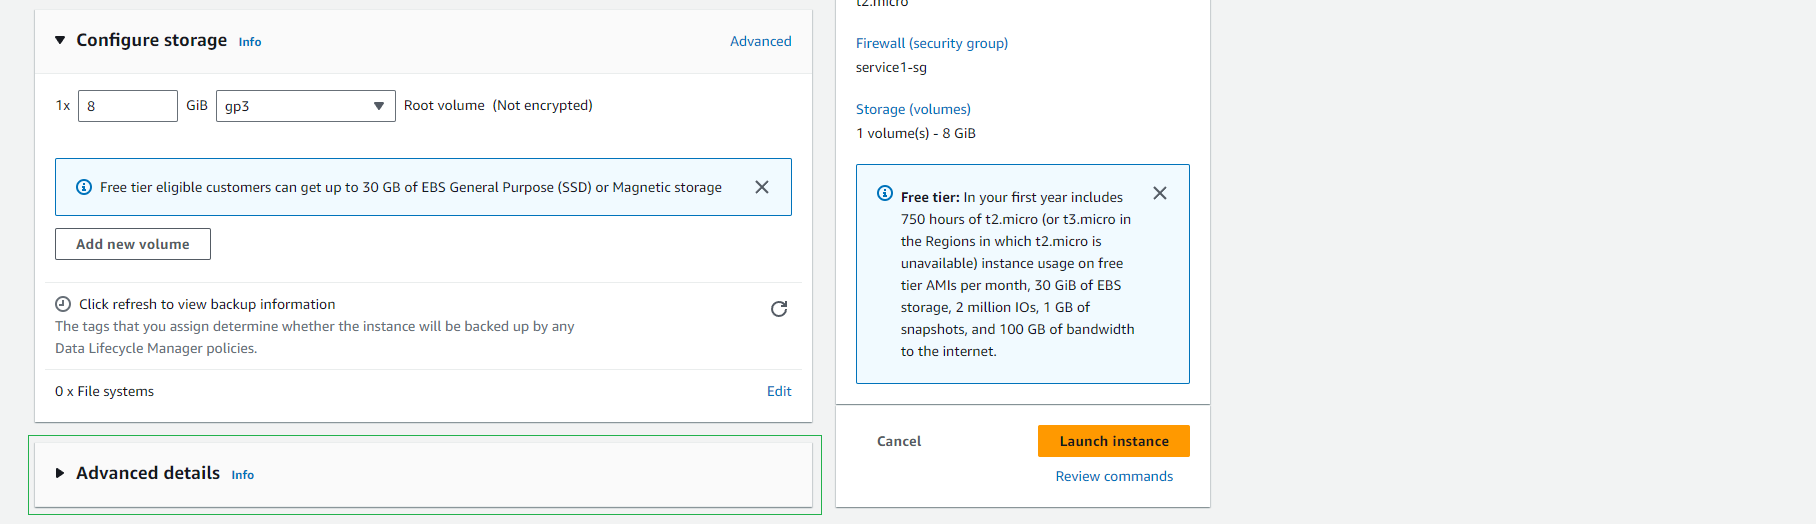 Configure storage Info Advanced
1x 8 GiB gp3 Root volume (Not encrypted)
Free tier eligible customers can get up to 30 GB of EBS General Purpose (SSD) or Magnetic storage
Add new volume
Click refresh to view backup information
The tags that you assign determine whether the instance will be backed up by any
Data Lifecycle Manager policies.
0 x File systems Edit
Advanced details Info
t2.micro
Firewall (security group)
service1-sg
Storage (volumes)
1 volume(s) - 8 GiB
Free tier: In your first year includes
750 hours of t2.micro (or t3.micro in
the Regions in which t2.micro is
unavailable) instance usage on free
tier AMIs per month, 30 GiB of EBS
storage, 2 million IOs, 1 GB of
snapshots, and 100 GB of bandwidth
to the internet.
Cancel Launch instance
Review commands